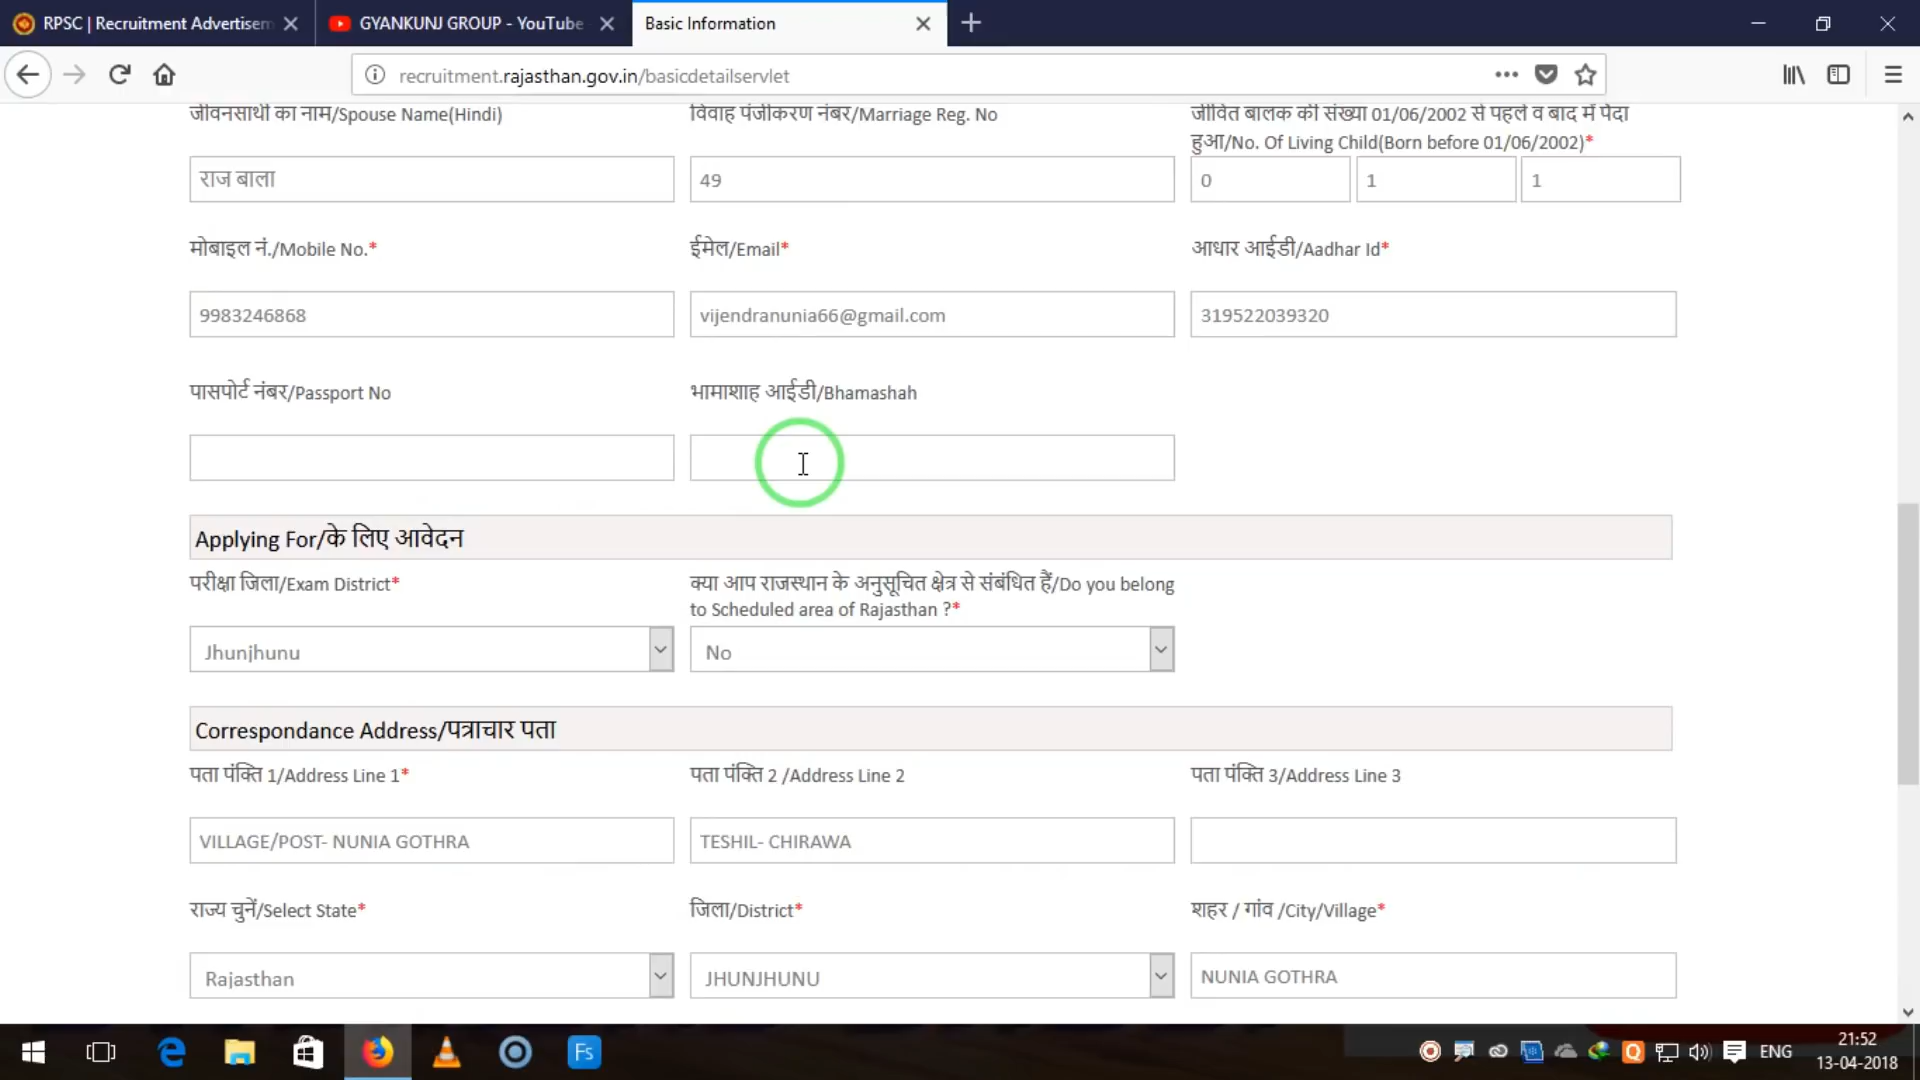 RPSC | Recruitment Advertisem
GYANKUNJ GROUP - YouTube
Basic Information
recruitment.rajasthan.gov.in/basicdetailservlet
जीवनसाथी का नाम/Spouse Name(Hindi)
विवाह पंजीकरण नंबर/Marriage Reg. No
जीवित बालक की संख्या 01/06/2002 से पहले व बाद में पैदा
हुआ/No. Of Living Child(Born before 01/06/2002)*
राज बाला
49
0
1
1
मोबाइल नं./Mobile No.*
ईमेल/Email*
आधार आईडी/Aadhar Id*
9983246868
vijendranunia66@gmail.com
319522039320
पासपोर्ट नंबर/Passport No
भामाशाह आईडी/Bhamashah
Applying For/के लिए आवेदन
परीक्षा जिला/Exam District*
क्या आप राजस्थान के अनुसूचित क्षेत्र से संबंधित हैं/Do you belong
to Scheduled area of Rajasthan ?*
Jhunjhunu
No
Correspondance Address/पत्राचार पता
पता पंक्ति 1/Address Line 1*
पता पंक्ति 2 /Address Line 2
पता पंक्ति 3/Address Line 3
VILLAGE/POST- NUNIA GOTHRA
TESHIL- CHIRAWA
राज्य चुनें/Select State*
जिला/District*
शहर / गांव /City/Village*
Rajasthan
JHUNJHUNU
NUNIA GOTHRA
Fs
ENG
21:52
13-04-2018